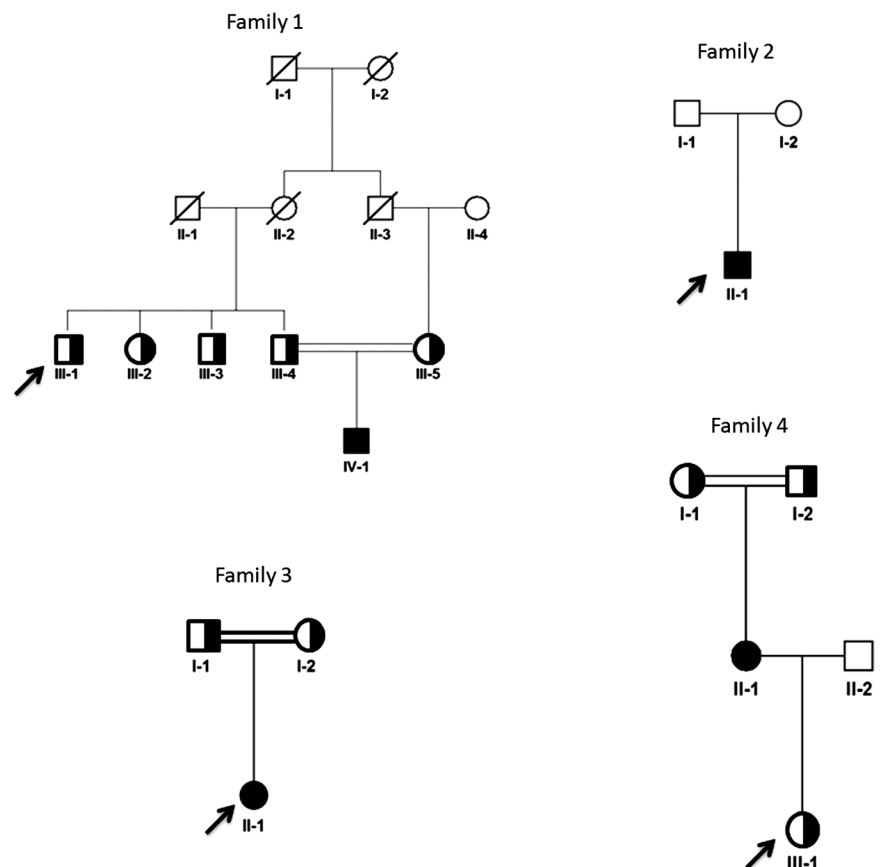 Family 1
I-1
I-2
II-1
II-2
II-3
II-4
III-1
III-2
III-3
III-4
III-5
IV-1
Family 2
I-1
I-2
II-1
Family 3
I-1
I-2
II-1
Family 4
I-1
I-2
II-1
II-2
III-1